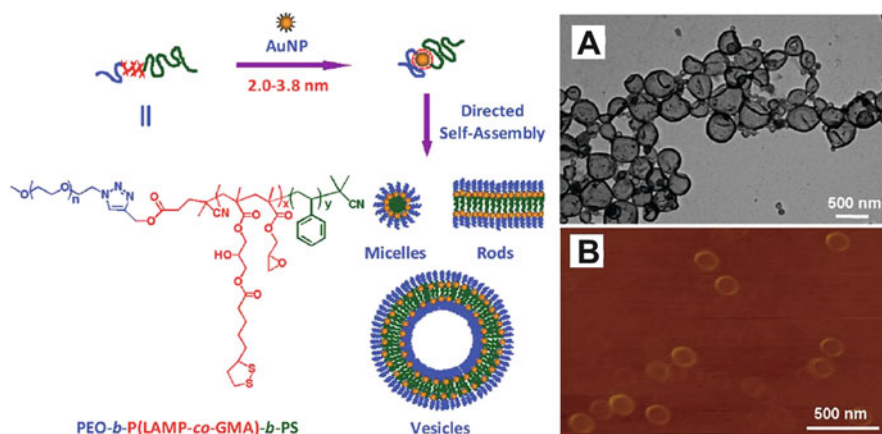 AuNP
2.0-3.8 nm
Directed
Self-Assembly
=
O
O
n
N
N=N
O
O
CN
x
y
CN
O
O
O
O
HO
O
O
O
S
S
Micelles
Rods
Vesicles
PEO-b-P(LAMP-co-GMA)-b-PS
A
500 nm
B
500 nm